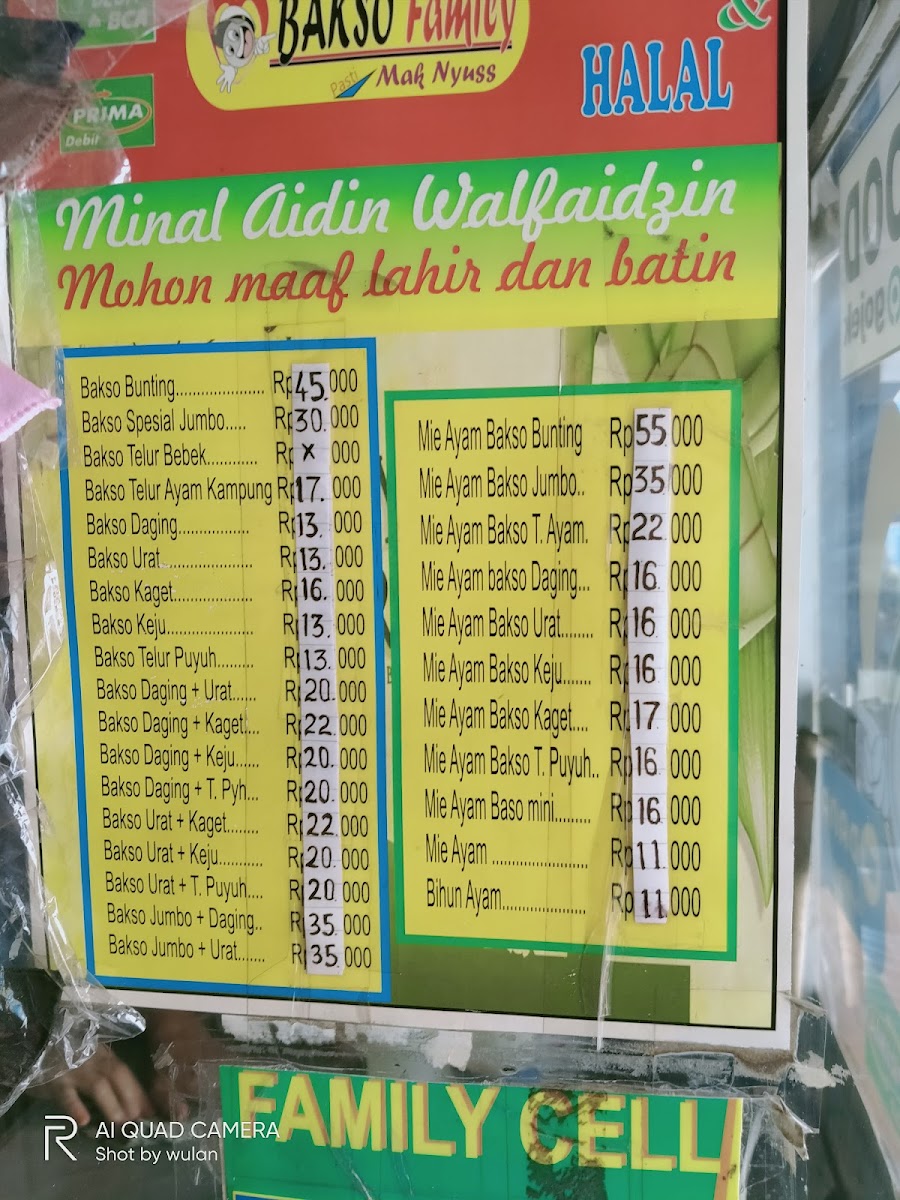 & BCA
PRIMA
Debit
BAKSO Family
Pasti Mak Nyuss
&
HALAL
Minal Aidin Walfaidzin
Mohon maaf lahir dan batin
Bakso Bunting...................... Rp45.000
Bakso Spesial Jumbo..... Rp30.000
Bakso Telur Bebek............ Rp x 000
Bakso Telur Ayam Kampung Rp17.000
Bakso Daging................. Rp13.000
Bakso Urat...................... Rp13.000
Bakso Kaget.................... Rp16.000
Bakso Keju...................... Rp13.000
Bakso Telur Puyuh......... Rp13.000
Bakso Daging + Urat...... Rp20.000
Bakso Daging + Kaget.... Rp22.000
Bakso Daging + Keju...... Rp20.000
Bakso Daging + T. Pyh... Rp20.000
Bakso Urat + Kaget........ Rp22.000
Bakso Urat + Keju........... Rp20.000
Bakso Urat + T. Puyuh.... Rp20.000
Bakso Jumbo + Daging.. Rp35.000
Bakso Jumbo + Urat....... Rp35.000
Mie Ayam Bakso Bunting Rp55.000
Mie Ayam Bakso Jumbo.. Rp35.000
Mie Ayam Bakso T. Ayam. Rp22.000
Mie Ayam bakso Daging... Rp16.000
Mie Ayam Bakso Urat........ Rp16.000
Mie Ayam Bakso Keju....... Rp16.000
Mie Ayam Bakso Kaget.... Rp17.000
Mie Ayam Bakso T. Puyuh.. Rp16.000
Mie Ayam Baso mini......... Rp16.000
Mie Ayam ........................ Rp11.000
Bihun Ayam..................... Rp11.000
gojek
FAMILY CELL
R
AI QUAD CAMERA
Shot by wulan